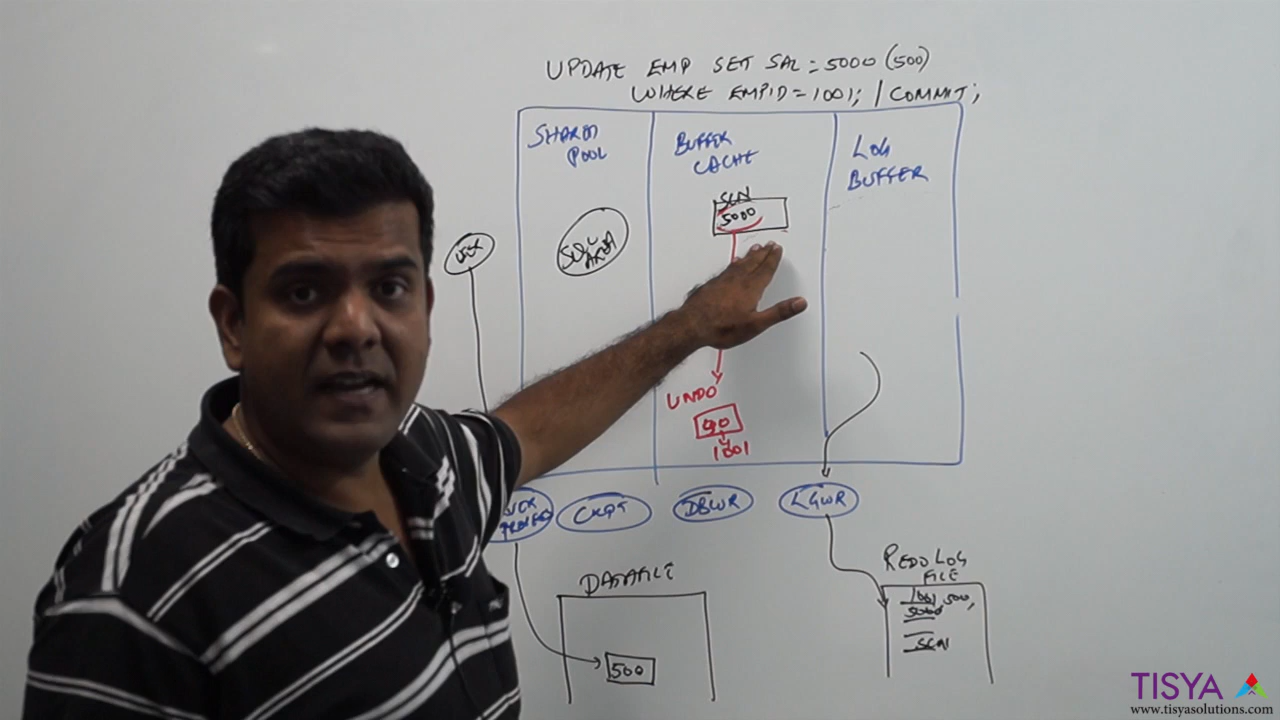 UPDATE EMP SET SAL = 5000 (500)
WHERE EMPID = 1001; / COMMIT;
SHARED
POOL
BUFFER
CACHE
LOG
BUFFER
SCN
5000
SQL
AREA
USER
UNDO
1001
CKPT
DBWR
LGWR
DATAFILE
500
REDO LOG
FILE
1001, 500,
5000
SCN
TISYA
www.tisyasolutions.com